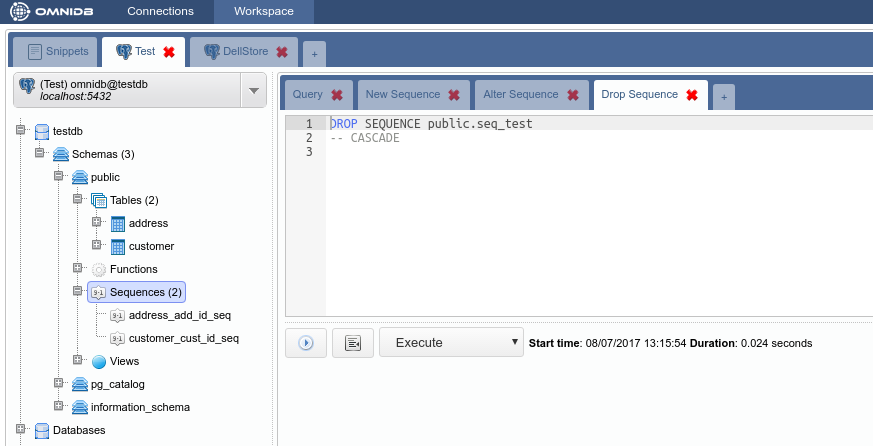 OMNIDB Connections Workspace
Snippets Test DellStore +
(Test) omnidb@testdb
localhost:5432
testdb
Schemas (3)
public
Tables (2)
address
customer
Functions
Sequences (2)
address_add_id_seq
customer_cust_id_seq
Views
pg_catalog
information_schema
Databases
Query New Sequence Alter Sequence Drop Sequence +
1 DROP SEQUENCE public.seq_test
2 -- CASCADE
3
Execute Start time: 08/07/2017 13:15:54 Duration: 0.024 seconds